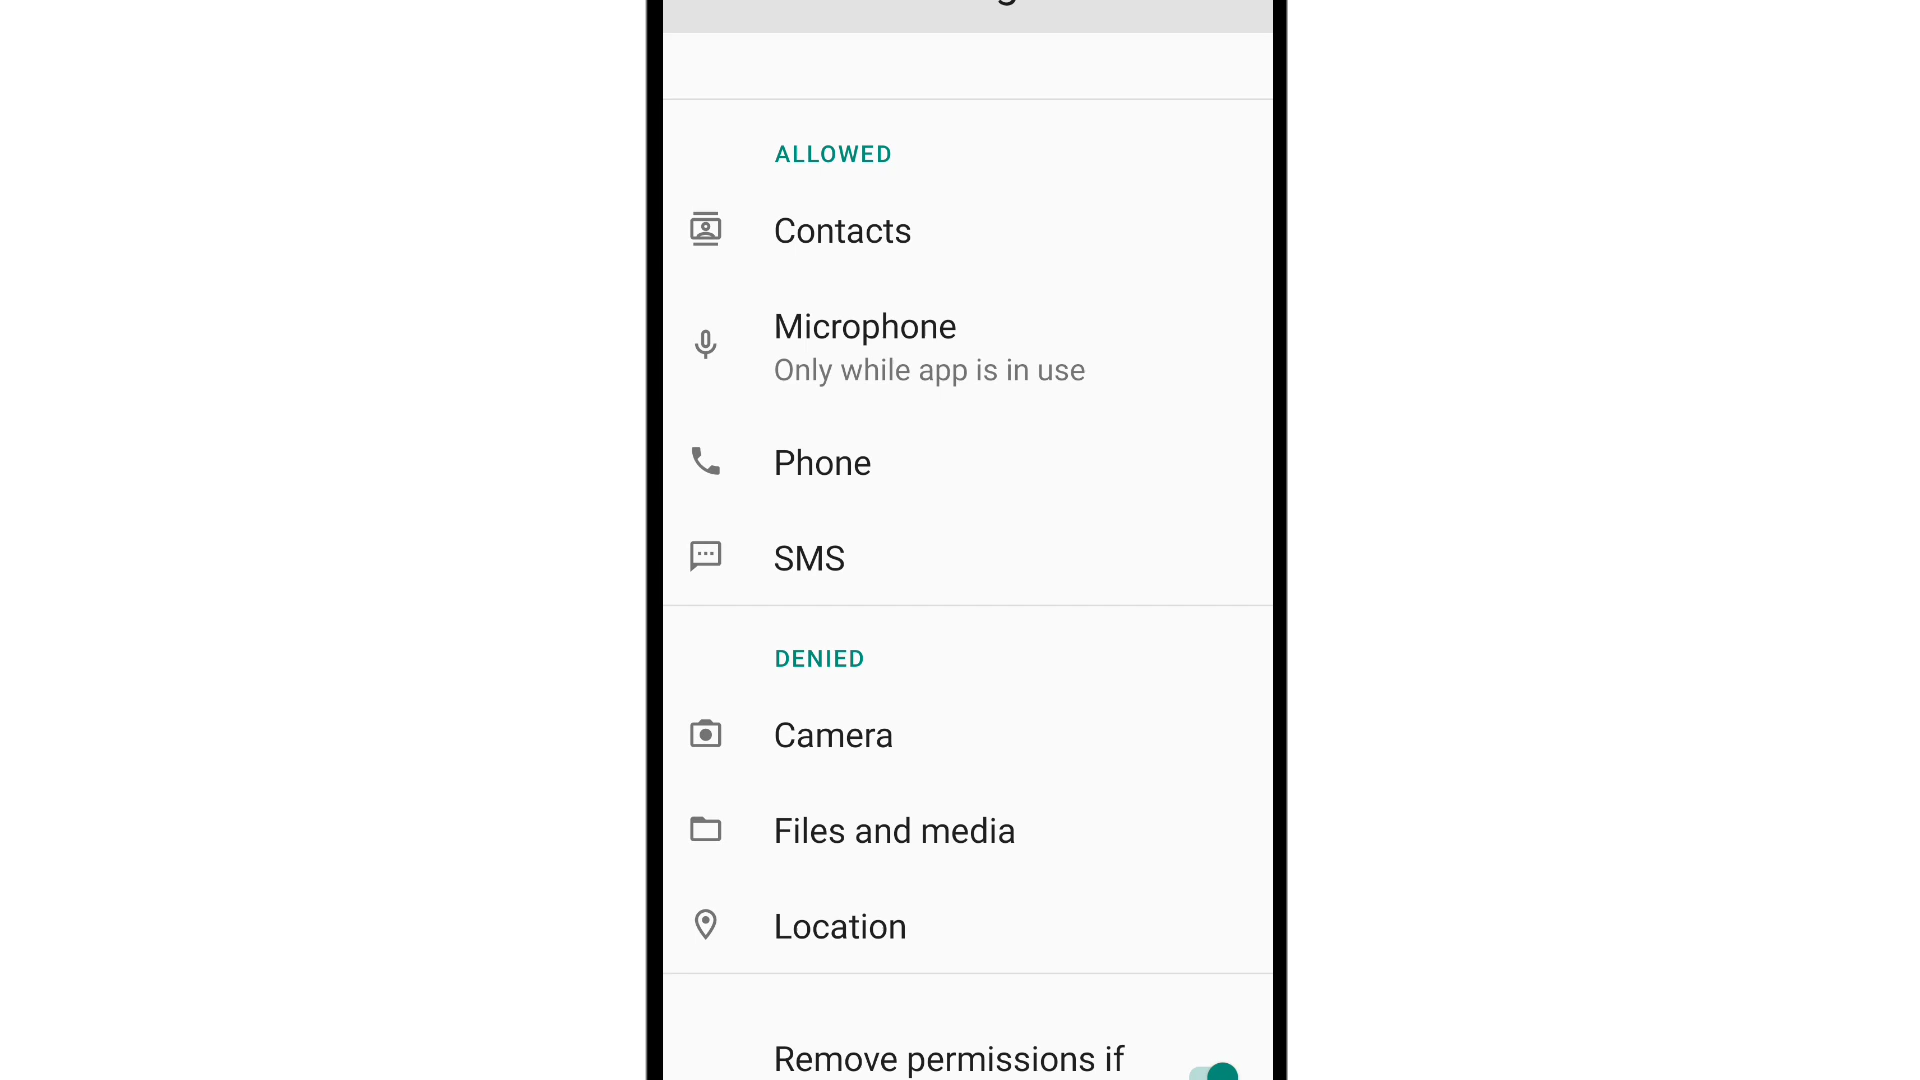 ALLOWED
Contacts
Microphone
Only while app is in use
Phone
SMS
DENIED
Camera
Files and media
Location
Remove permissions if